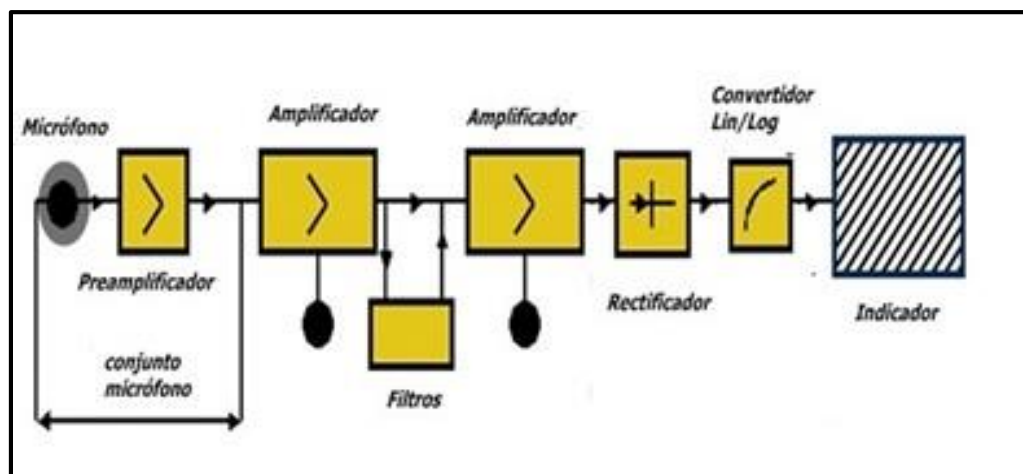 Micrófono
Preamplificador
conjunto
micrófono
Amplificador
Filtros
Amplificador
Rectificador
Convertidor
Lin/Log
Indicador